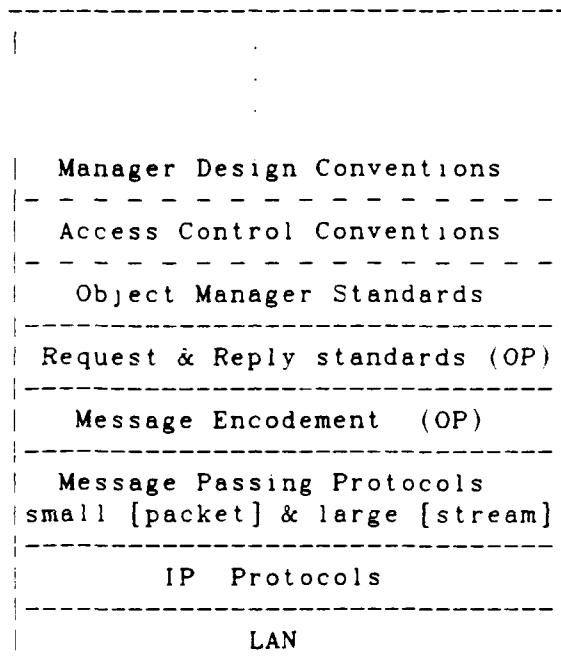 Manager Design Conventions
Access Control Conventions
Object Manager Standards
Request & Reply standards (OP)
Message Encodement (OP)
Message Passing Protocols
small [packet] & large [stream]
IP Protocols
LAN